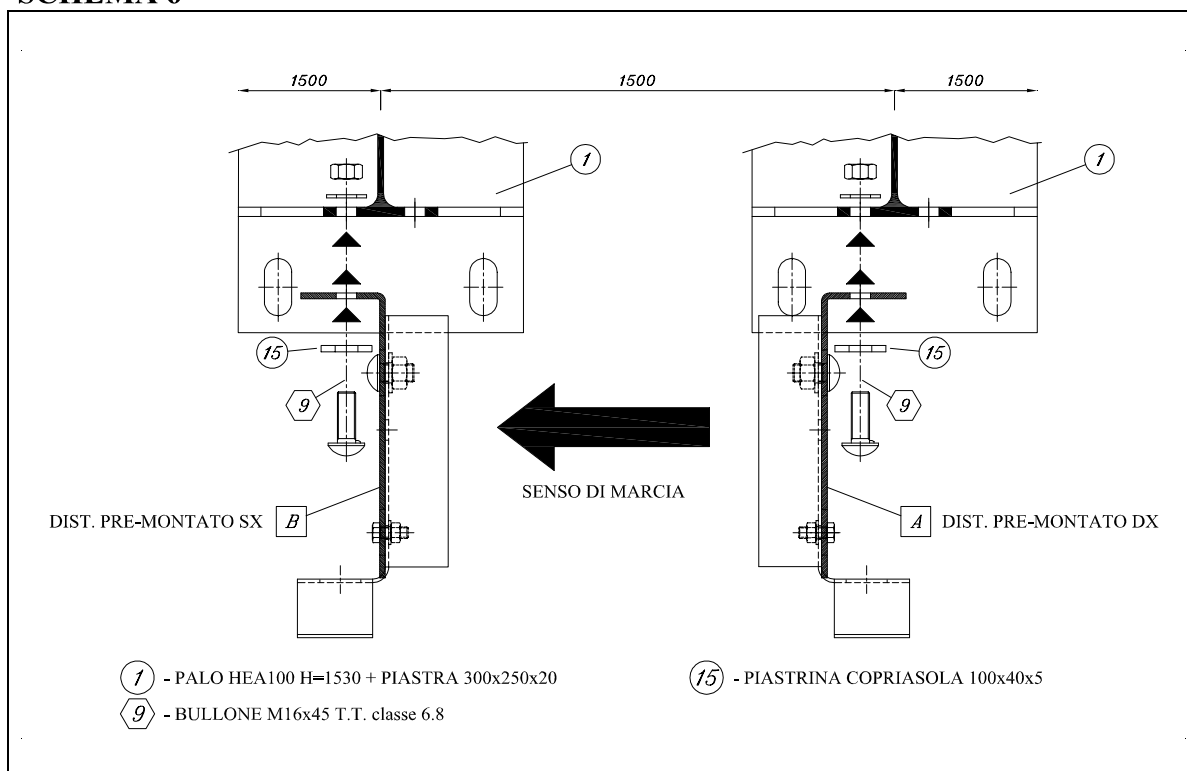 SCHEMA 6
1500 1500 1500
1 1
15 15
9 9
SENSO DI MARCIA
DIST. PRE-MONTATO SX B
A DIST. PRE-MONTATO DX
1 - PALO HEA100 H=1530 + PIASTRA 300x250x20
15 - PIASTRINA COPRIASOLA 100x40x5
9 - BULLONE M16x45 T.T. classe 6.8